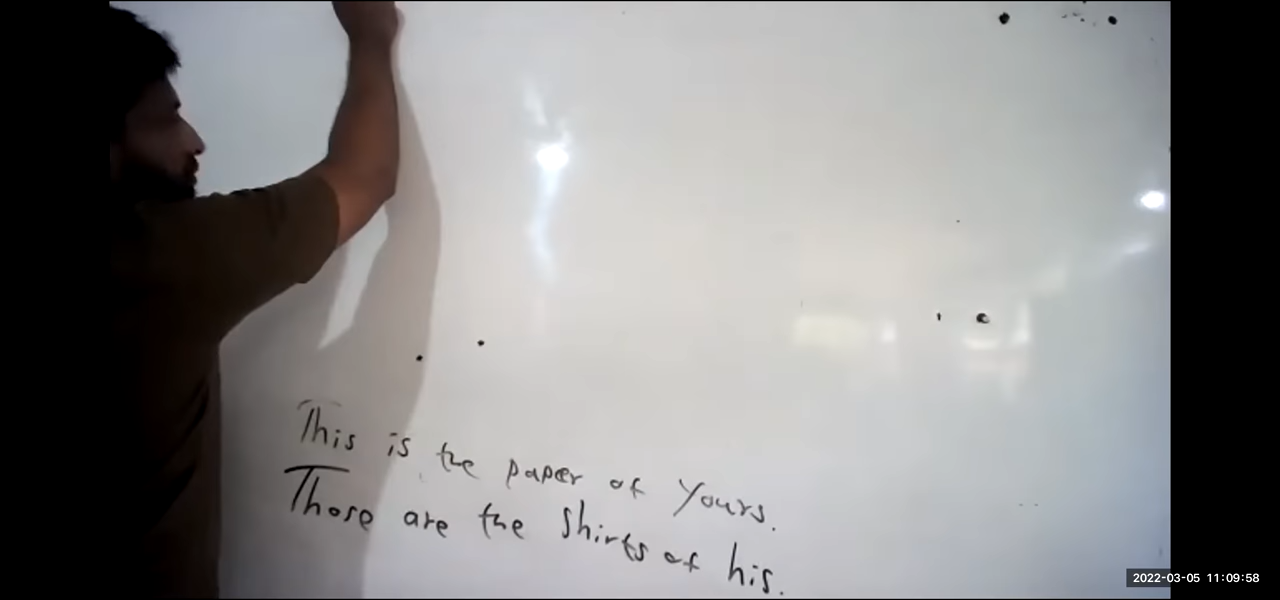 This is the paper of yours.
Those are the shirts of his.
2022-03-05 11:09:58